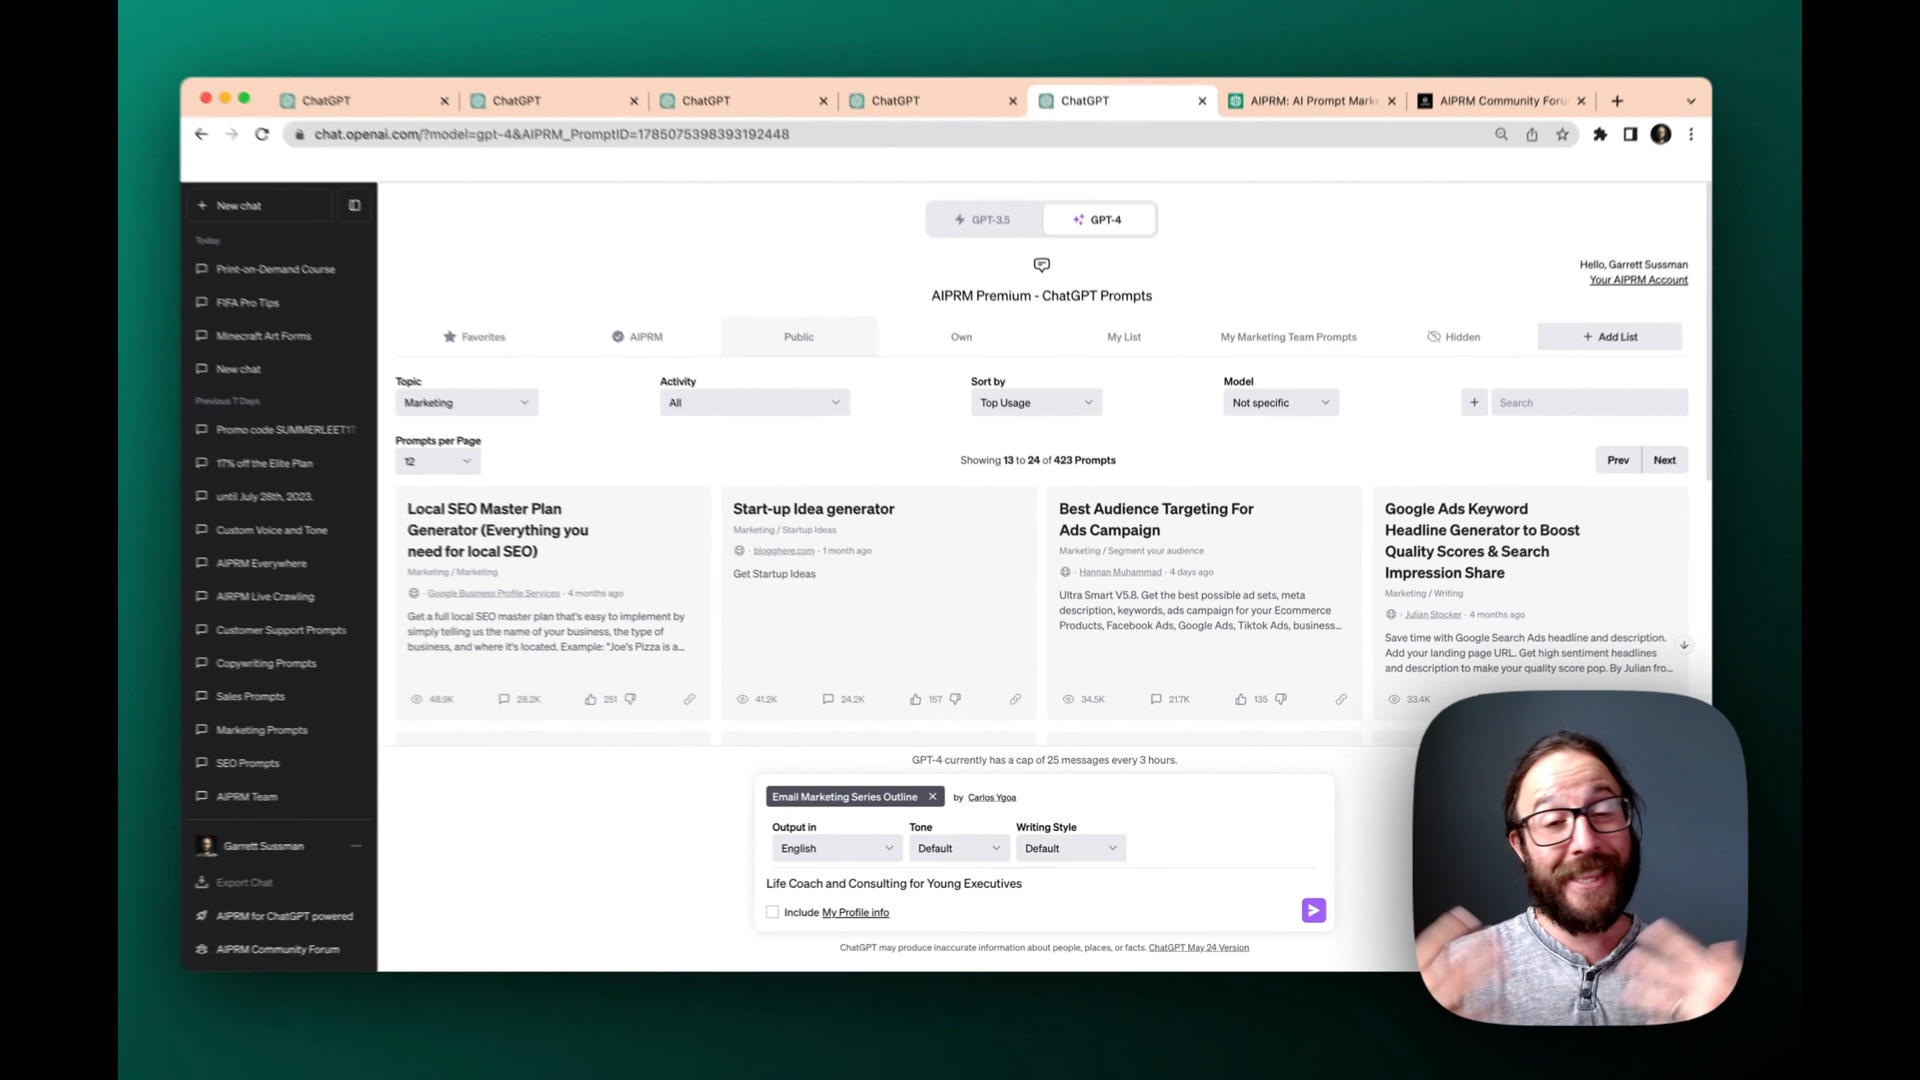 ChatGPT
ChatGPT
ChatGPT
ChatGPT
ChatGPT
AIPRM: AI Prompt Mark
AIPRM Community Foru
chat.openai.com/?model=gpt-4&AIPRM_PromptID=1785075398393192448
New chat
Today
Print-on-Demand Course
FIFA Pro Tips
Minecraft Art Forms
New chat
Previous 7 Days
Promo code SUMMERLEET17
17% off the Elite Plan
until July 28th, 2023.
Custom Voice and Tone
AIPRM Everywhere
AIRPM Live Crawling
Customer Support Prompts
Copywriting Prompts
Sales Prompts
Marketing Prompts
SEO Prompts
AIPRM Team
Garrett Sussman
Export Chat
AIPRM for ChatGPT powered
AIPRM Community Forum
GPT-3.5
GPT-4
Hello, Garrett Sussman
Your AIPRM Account
AIPRM Premium - ChatGPT Prompts
Favorites
AIPRM
Public
Own
My List
My Marketing Team Prompts
Hidden
+ Add List
Topic
Activity
Sort by
Model
Marketing
All
Top Usage
Not specific
+
Search
Prompts per Page
12
Showing 13 to 24 of 423 Prompts
Prev
Next
Local SEO Master Plan
Generator (Everything you
need for local SEO)
Marketing / Marketing
· Google Business Profile Services · 4 months ago
Get a full local SEO master plan that's easy to implement by
simply telling us the name of your business, the type of
business, and where it's located. Example: "Joe's Pizza is a...
48.9K
28.2K
251
Start-up Idea generator
Marketing / Startup Ideas
· blogghere.com · 1 month ago
Get Startup Ideas
41.2K
24.2K
157
Best Audience Targeting For
Ads Campaign
Marketing / Segment your audience
· Hannan Muhammad · 4 days ago
Ultra Smart V5.8. Get the best possible ad sets, meta
description, keywords, ads campaign for your Ecommerce
Products, Facebook Ads, Google Ads, Tiktok Ads, business...
34.5K
21.7K
135
Google Ads Keyword
Headline Generator to Boost
Quality Scores & Search
Impression Share
Marketing / Writing
· Julian Stocker · 4 months ago
Save time with Google Search Ads headline and description.
Add your landing page URL. Get high sentiment headlines
and description to make your quality score pop. By Julian fro...
33.4K
GPT-4 currently has a cap of 25 messages every 3 hours.
Email Marketing Series Outline
by Carlos Ygoa
Output in
Tone
Writing Style
English
Default
Default
Life Coach and Consulting for Young Executives
Include My Profile info
ChatGPT may produce inaccurate information about people, places, or facts. ChatGPT May 24 Version